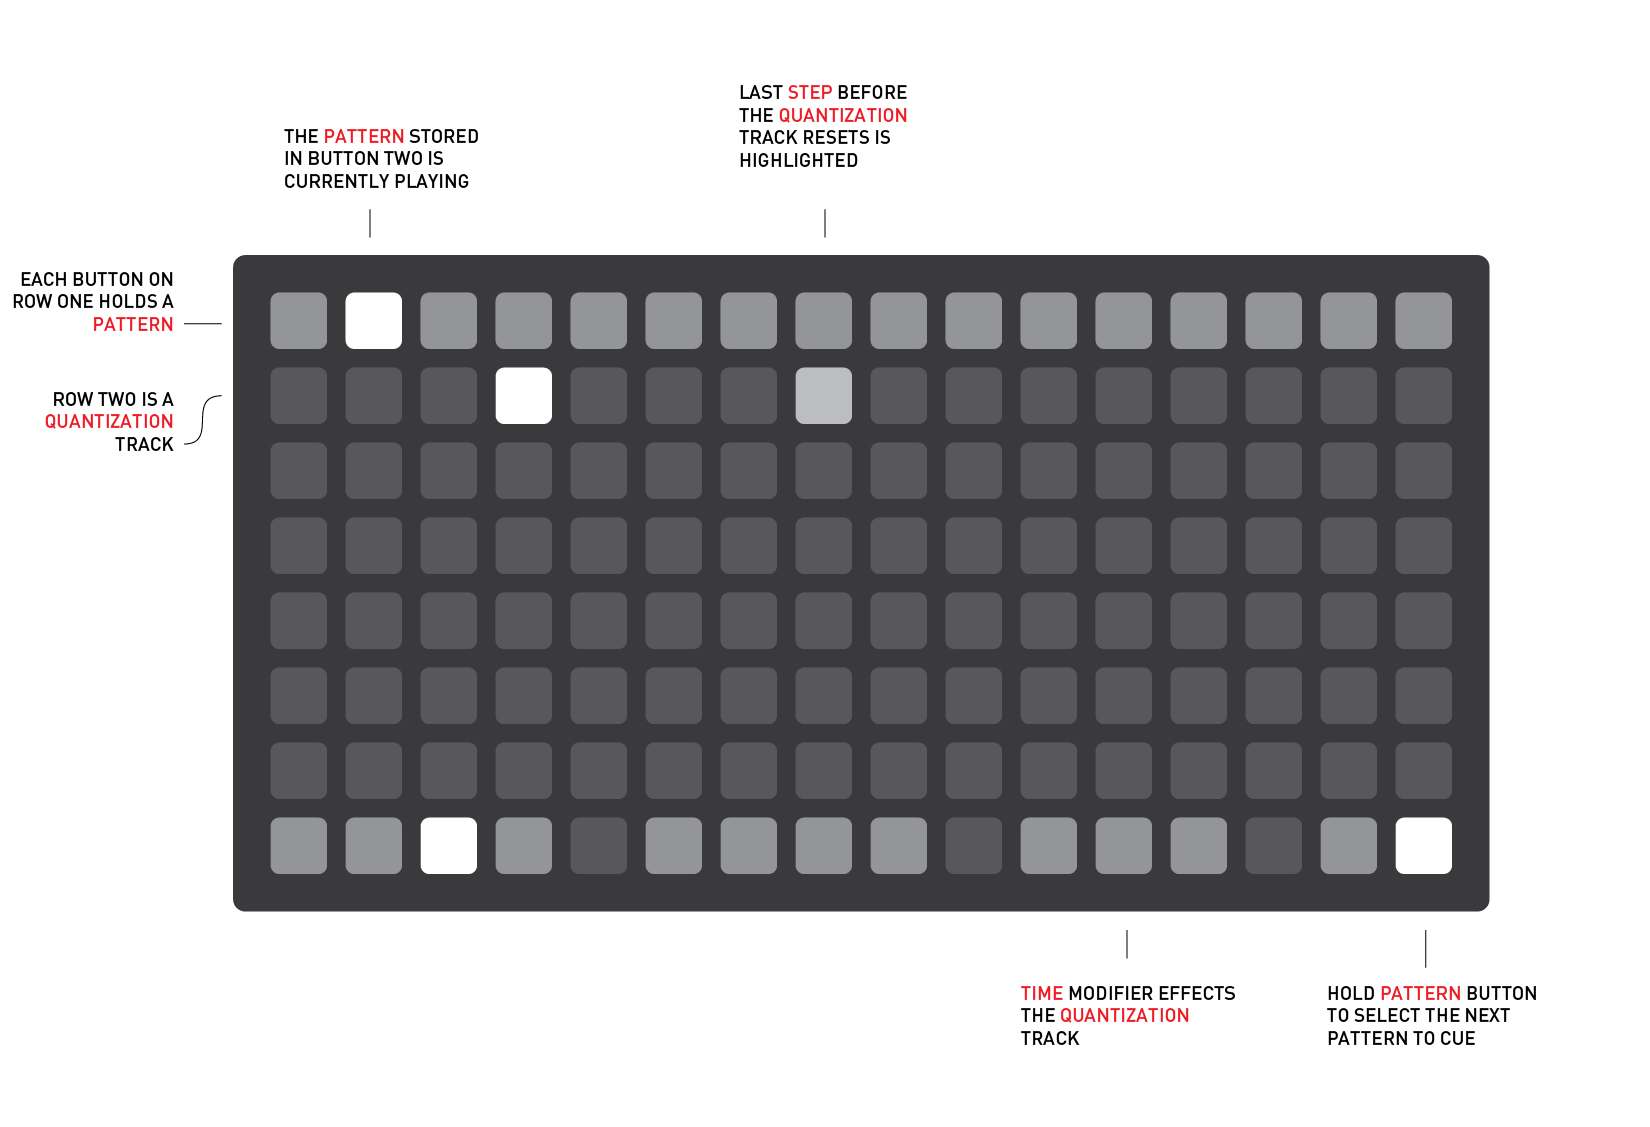 LAST STEP BEFORE
THE QUANTIZATION
TRACK RESETS IS
HIGHLIGHTED
THE PATTERN STORED
IN BUTTON TWO IS
CURRENTLY PLAYING
EACH BUTTON ON
ROW ONE HOLDS A
PATTERN
ROW TWO IS A
QUANTIZATION
TRACK
TIME MODIFIER EFFECTS
THE QUANTIZATION
TRACK
HOLD PATTERN BUTTON
TO SELECT THE NEXT
PATTERN TO CUE